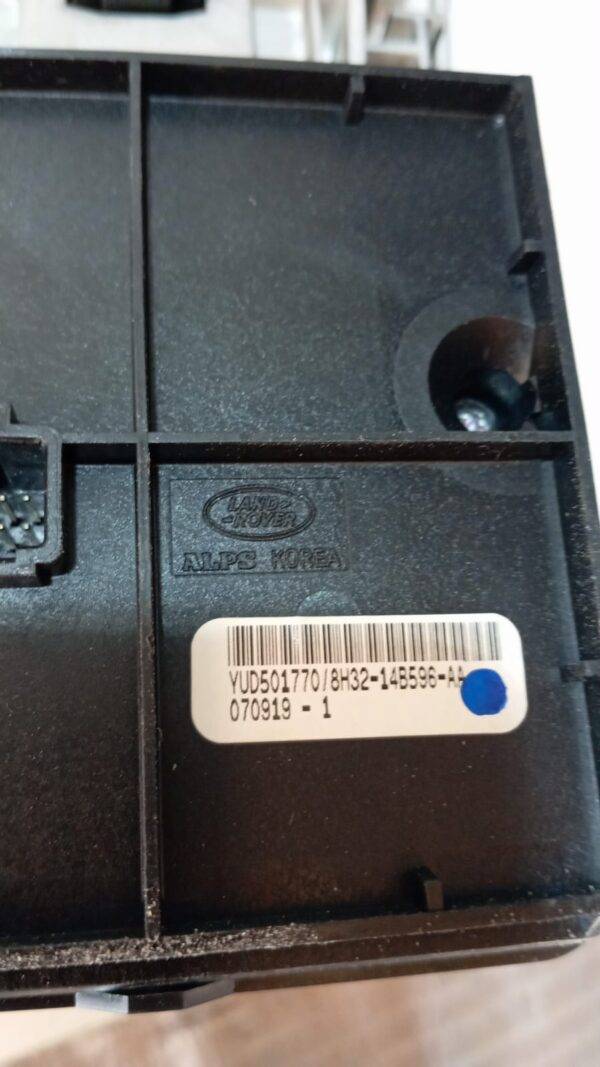 LAND-
-ROVER
ALPS KOREA
YUD501770/8H32-14B596-AA
070919 - 1